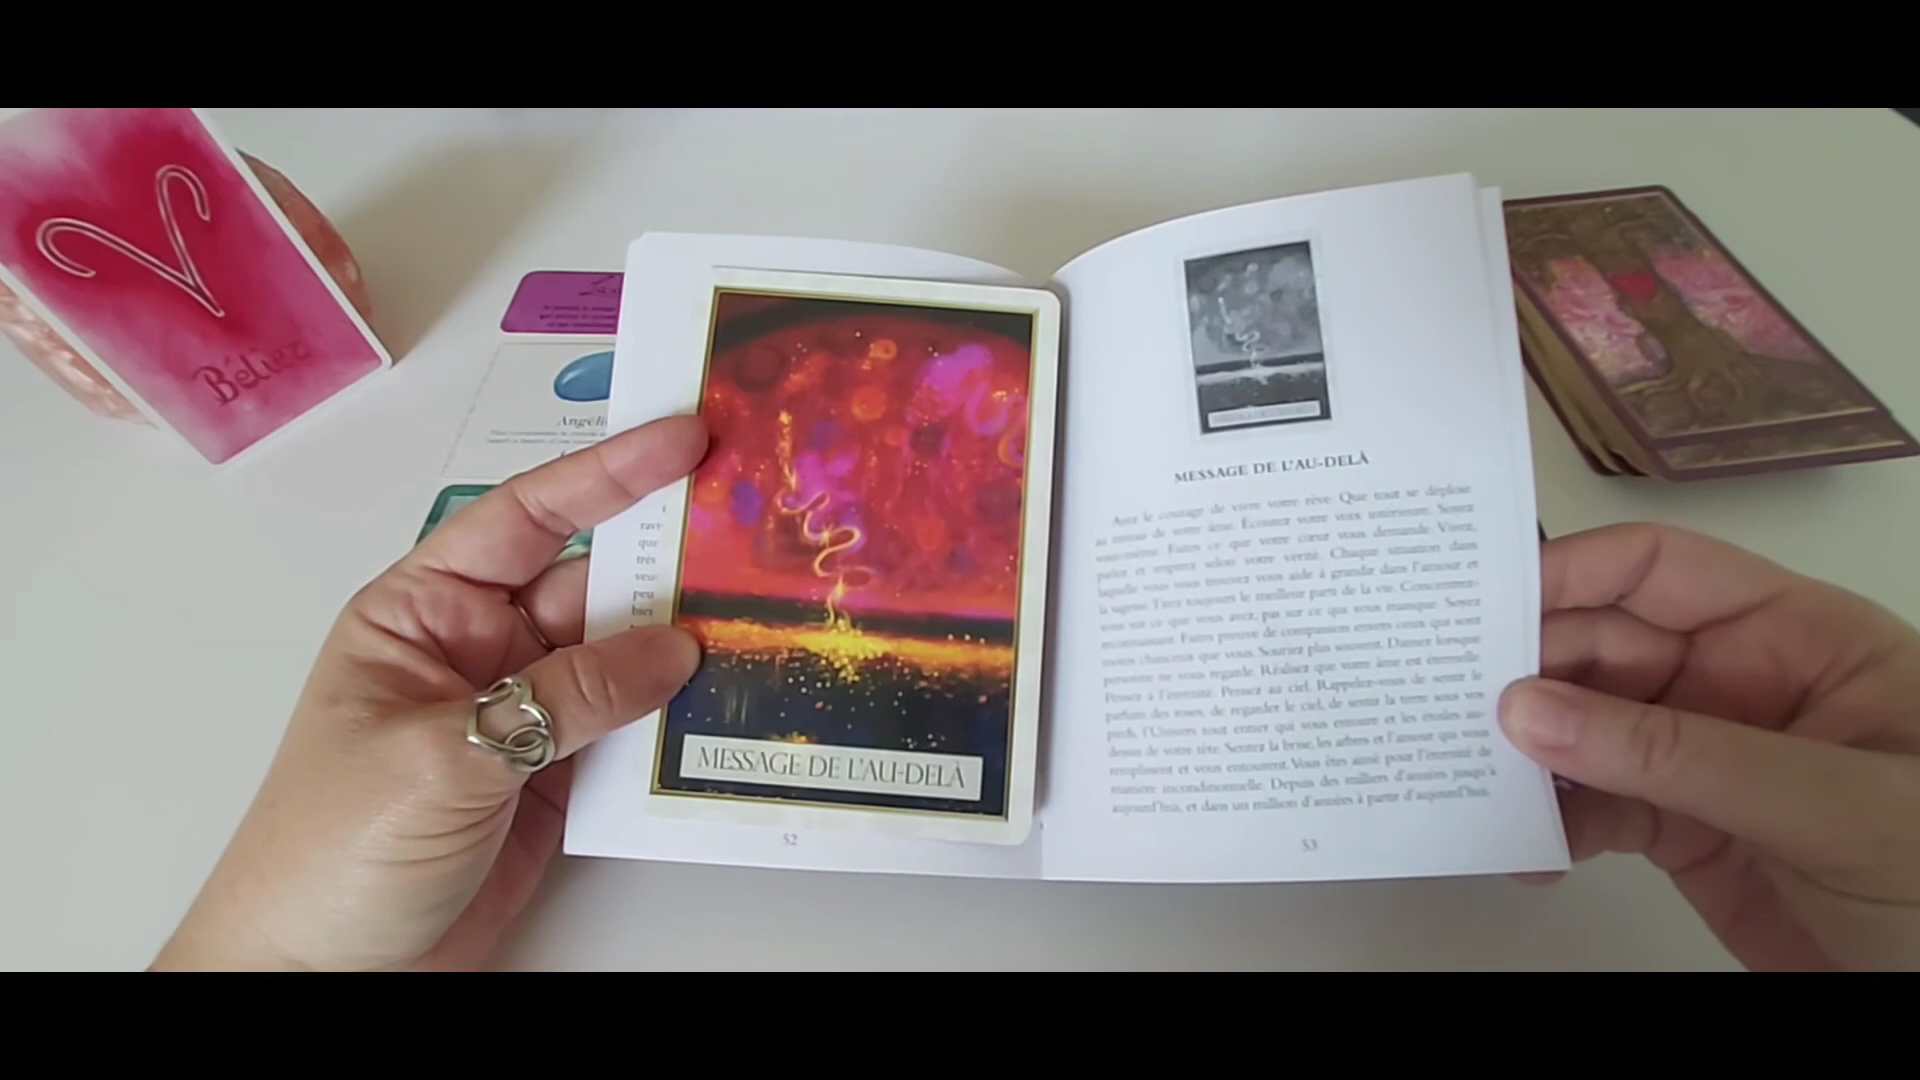 Bélier
Angéli
ravi
que
très
veu
peu
bien
MESSAGE DE L'AU-DELÀ
52
MESSAGE DE L'AU-DELÀ
Ayez le courage de vivre votre rêve. Que tout se déploie
au niveau de votre âme. Écoutez votre voix intérieure. Soyez
vous-même. Faites ce que votre cœur vous demande. Vivez,
parlez et respirez selon votre vérité. Chaque situation dans
laquelle vous vous trouvez vous aide à grandir dans l'amour et
la sagesse. Tirez toujours le meilleur parti de la vie. Concentrez-
vous sur ce que vous avez, pas sur ce qui vous manque. Soyez
reconnaissant. Faites preuve de compassion envers ceux qui sont
moins chanceux que vous. Souriez plus souvent. Dansez lorsque
personne ne vous regarde. Réalisez que votre âme est éternelle.
Pensez à l'éternité. Pensez au ciel. Rappelez-vous de sentir le
parfum des roses, de regarder le ciel, de sentir la terre sous vos
pieds, l'Univers tout entier qui vous entoure et les étoiles au-
dessus de votre tête. Sentez la brise, les arbres et l'amour qui vous
remplissent et vous entourent. Vous êtes aimé pour l'éternité de
manière inconditionnelle. Depuis des milliers d'années jusqu'à
aujourd'hui, et dans un million d'années à partir d'aujourd'hui,
53